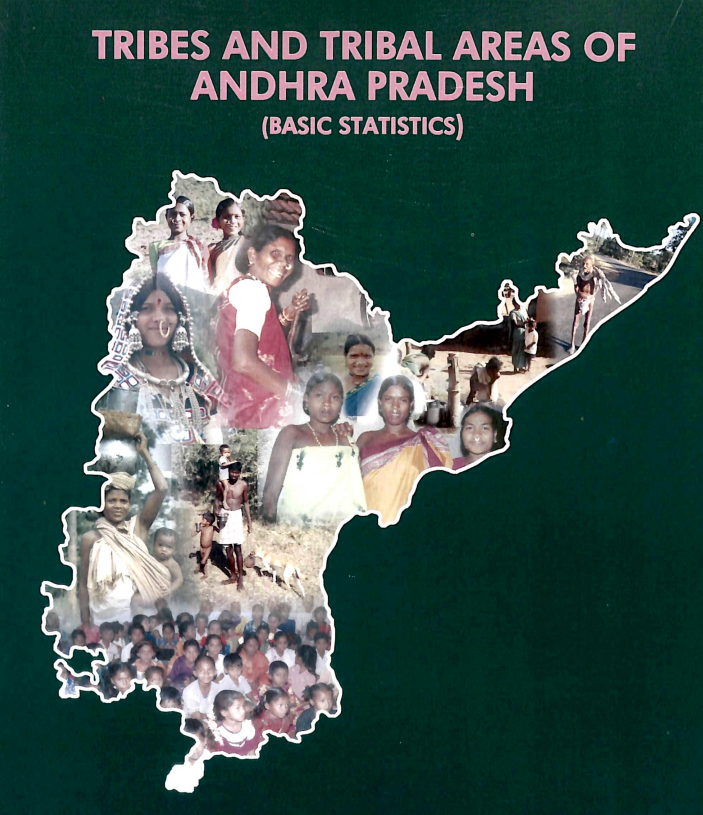 TRIBES AND TRIBAL AREAS OF
ANDHRA PRADESH
(BASIC STATISTICS)